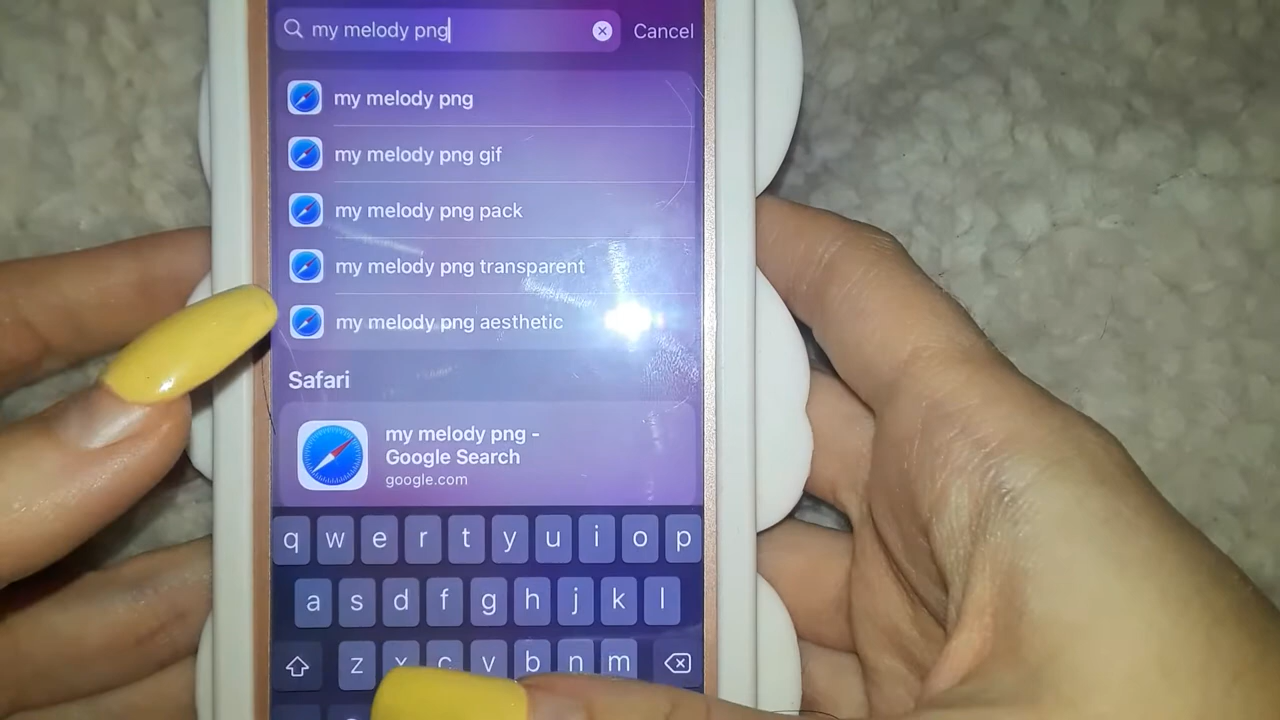 my melody png
Cancel
my melody png
my melody png gif
my melody png pack
my melody png transparent
my melody png aesthetic
Safari
my melody png -
Google Search
google.com
q w e r t y u i o p
a s d f g h j k l
z x c v b n m